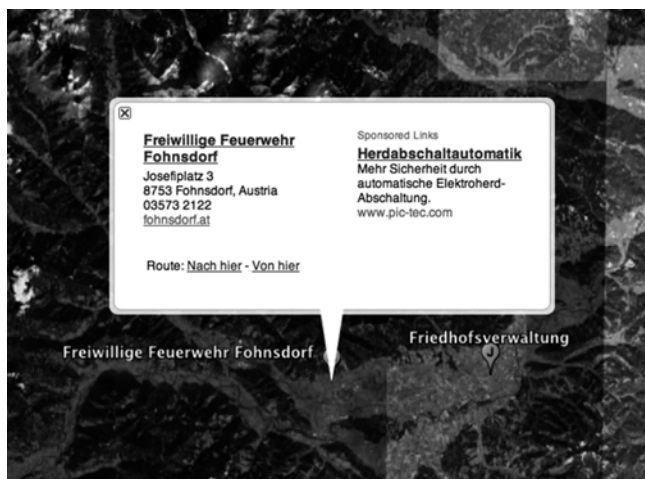 Freiwillige Feuerwehr
Fohnsdorf
Josefiplatz 3
8753 Fohnsdorf, Austria
03573 2122
fohnsdorf.at
Route: Nach hier - Von hier
Sponsored Links
Herdabschaltautomatik
Mehr Sicherheit durch
automatische Elektroherd-
Abschaltung.
www.pic-tec.com
Freiwillige Feuerwehr Fohnsdorf
Friedhofsverwaltung
J